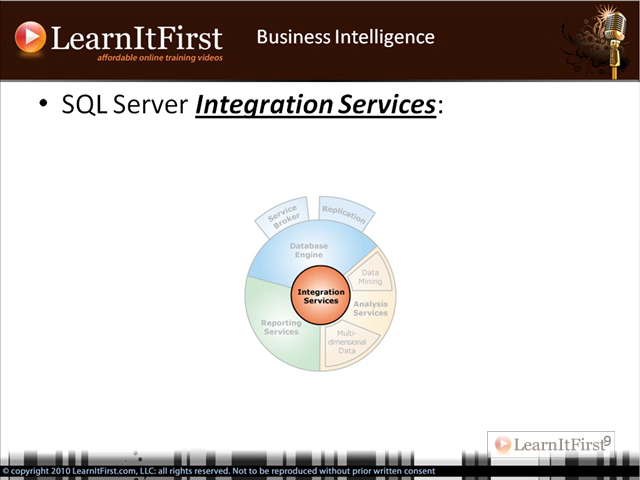 LearnItFirst
affordable online training videos
Business Intelligence
• SQL Server Integration Services:
Service
Broker
Replication
Database
Engine
Data
Mining
Integration
Services
Analysis
Services
Reporting
Services
Multi-
dimensional
Data
LearnItFirst
9
© copyright 2010 LearnItFirst.com, LLC: all rights reserved. Not to be reproduced without prior written consent